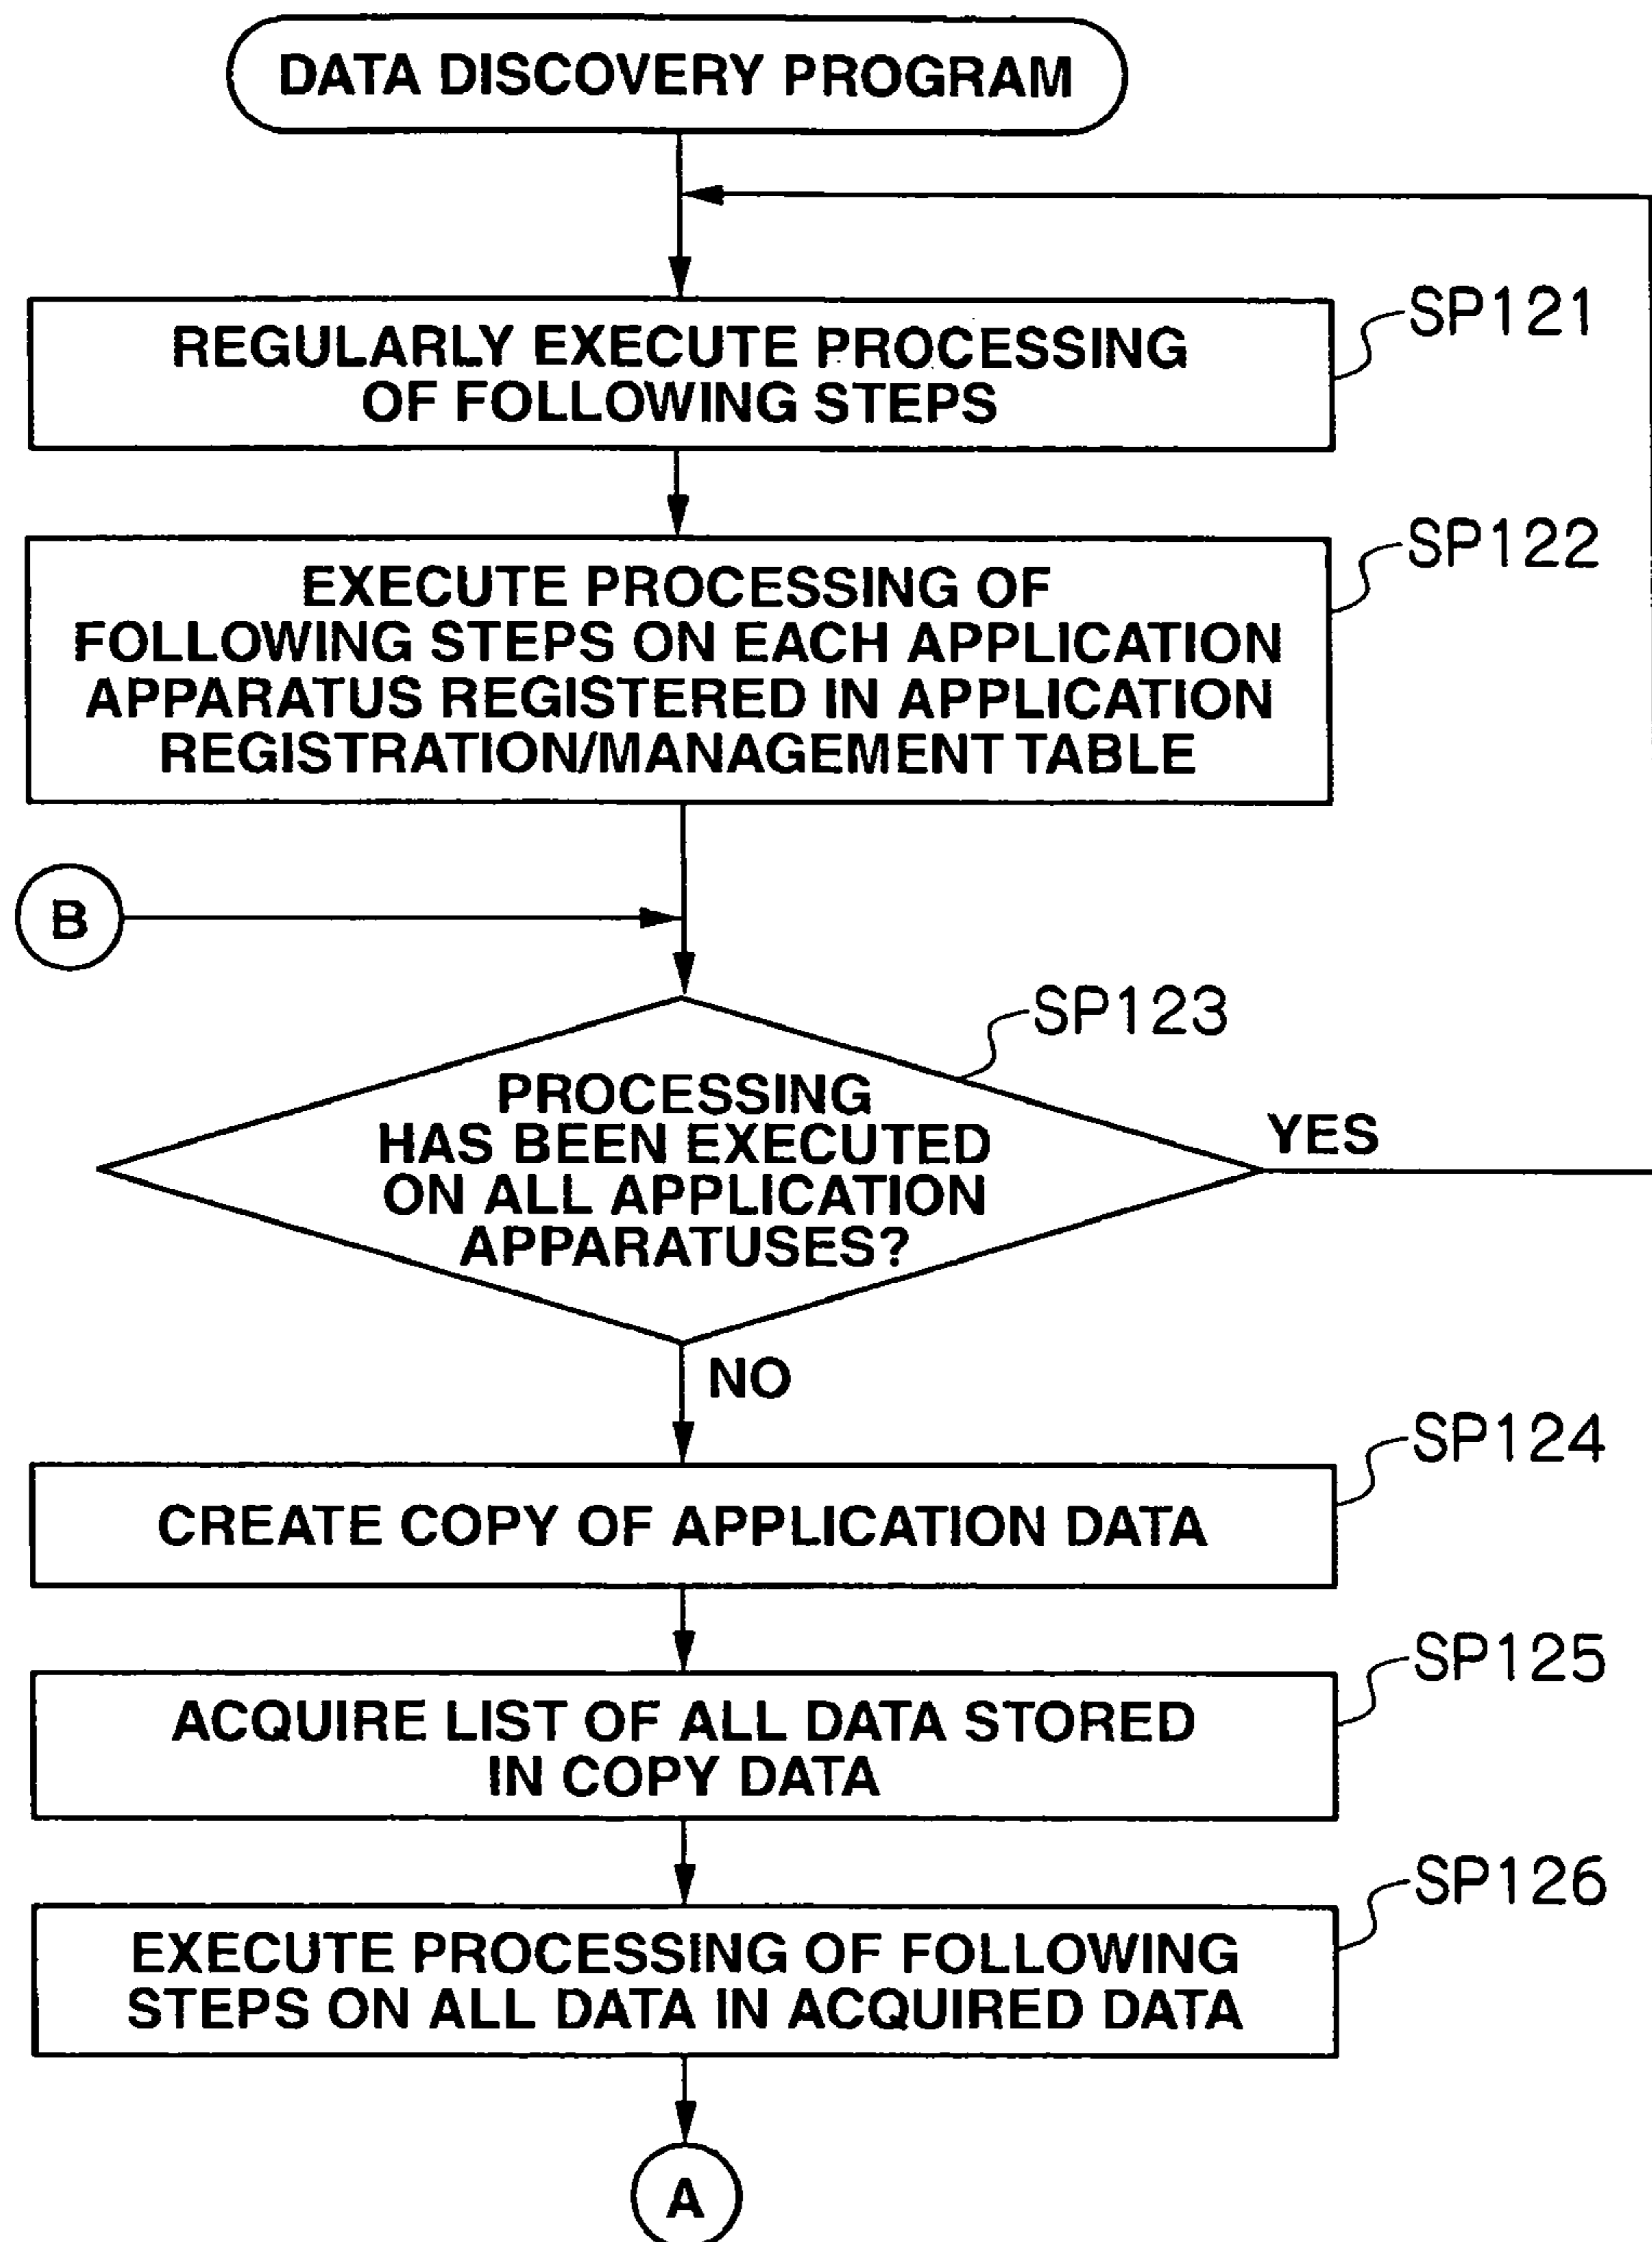 DATA DISCOVERY PROGRAM
REGULARLY EXECUTE PROCESSING
OF FOLLOWING STEPS
SP121
EXECUTE PROCESSING OF
FOLLOWING STEPS ON EACH APPLICATION
APPARATUS REGISTERED IN APPLICATION
REGISTRATION/MANAGEMENT TABLE
SP122
B
SP123
PROCESSING
HAS BEEN EXECUTED
ON ALL APPLICATION
APPARATUSES?
YES
NO
SP124
CREATE COPY OF APPLICATION DATA
SP125
ACQUIRE LIST OF ALL DATA STORED
IN COPY DATA
SP126
EXECUTE PROCESSING OF FOLLOWING
STEPS ON ALL DATA IN ACQUIRED DATA
A